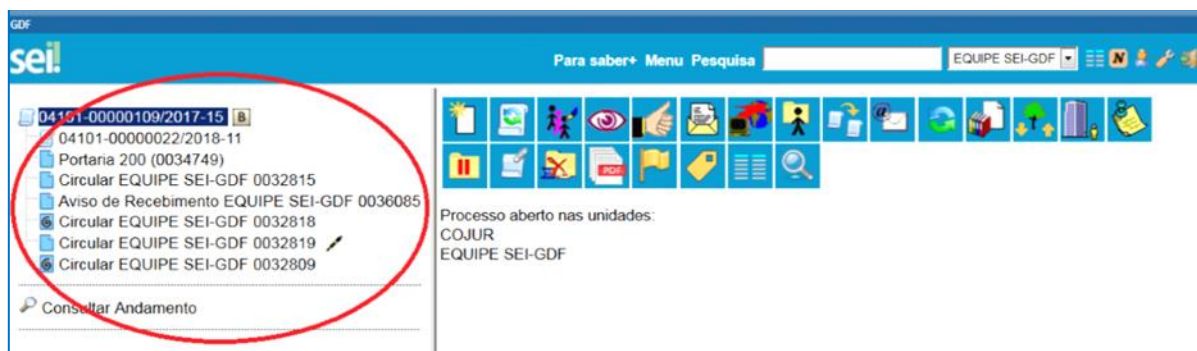 GDF
sei!
Para saber+ Menu Pesquisa
EQUIPE SEI-GDF
N
04101-00000109/2017-15 B
04101-00000022/2018-11
Portaria 200 (0034749)
Circular EQUIPE SEI-GDF 0032815
Aviso de Recebimento EQUIPE SEI-GDF 0036085
Circular EQUIPE SEI-GDF 0032818
Circular EQUIPE SEI-GDF 0032819
Circular EQUIPE SEI-GDF 0032809
Consultar Andamento
PDF
Processo aberto nas unidades:
COJUR
EQUIPE SEI-GDF